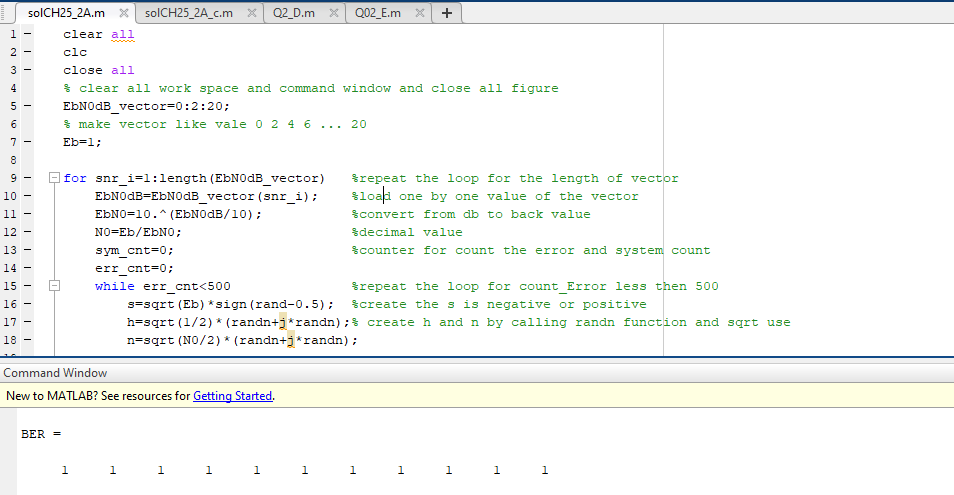 solCH25_2A.m × solCH25_2A_c.m × Q2_D.m × Q02_E.m × +
1 – clear all
2 – clc
3 – close all
4 % clear all work space and command window and close all figure
5 – EbN0dB_vector=0:2:20;
6 % make vector like vale 0 2 4 6 ... 20
7 – Eb=1;
8
9 – for snr_i=1:length(EbN0dB_vector) %repeat the loop for the length of vector
10 – EbN0dB=EbN0dB_vector(snr_i); %load one by one value of the vector
11 – EbN0=10.^(EbN0dB/10); %convert from db to back value
12 – N0=Eb/EbN0; %decimal value
13 – sym_cnt=0; %counter for count the error and system count
14 – err_cnt=0;
15 – while err_cnt<500 %repeat the loop for count_Error less then 500
16 – s=sqrt(Eb)*sign(rand-0.5); %create the s is negative or positive
17 – h=sqrt(1/2)*(randn+j*randn);% create h and n by calling randn function and sqrt use
18 – n=sqrt(N0/2)*(randn+j*randn);
Command Window
New to MATLAB? See resources for Getting Started.
BER =
1 1 1 1 1 1 1 1 1 1 1